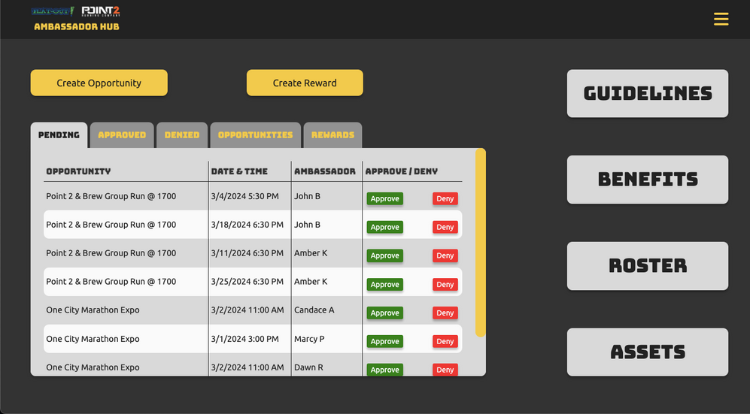 FLAT-OUT POINT2
RUNNING COMPANY
AMBASSADOR HUB
Create Opportunity Create Reward
GUIDELINES
BENEFITS
ROSTER
ASSETS
PENDING APPROVED DENIED OPPORTUNITIES REWARDS
OPPORTUNITY DATE & TIME AMBASSADOR APPROVE / DENY
Point 2 & Brew Group Run @ 1700 3/4/2024 5:30 PM John B Approve Deny
Point 2 & Brew Group Run @ 1700 3/18/2024 6:30 PM John B Approve Deny
Point 2 & Brew Group Run @ 1700 3/11/2024 6:30 PM Amber K Approve Deny
Point 2 & Brew Group Run @ 1700 3/25/2024 6:30 PM Amber K Approve Deny
One City Marathon Expo 3/2/2024 11:00 AM Candace A Approve Deny
One City Marathon Expo 3/1/2024 3:00 PM Marcy P Approve Deny
One City Marathon Expo 3/2/2024 11:00 AM Dawn R Approve Deny